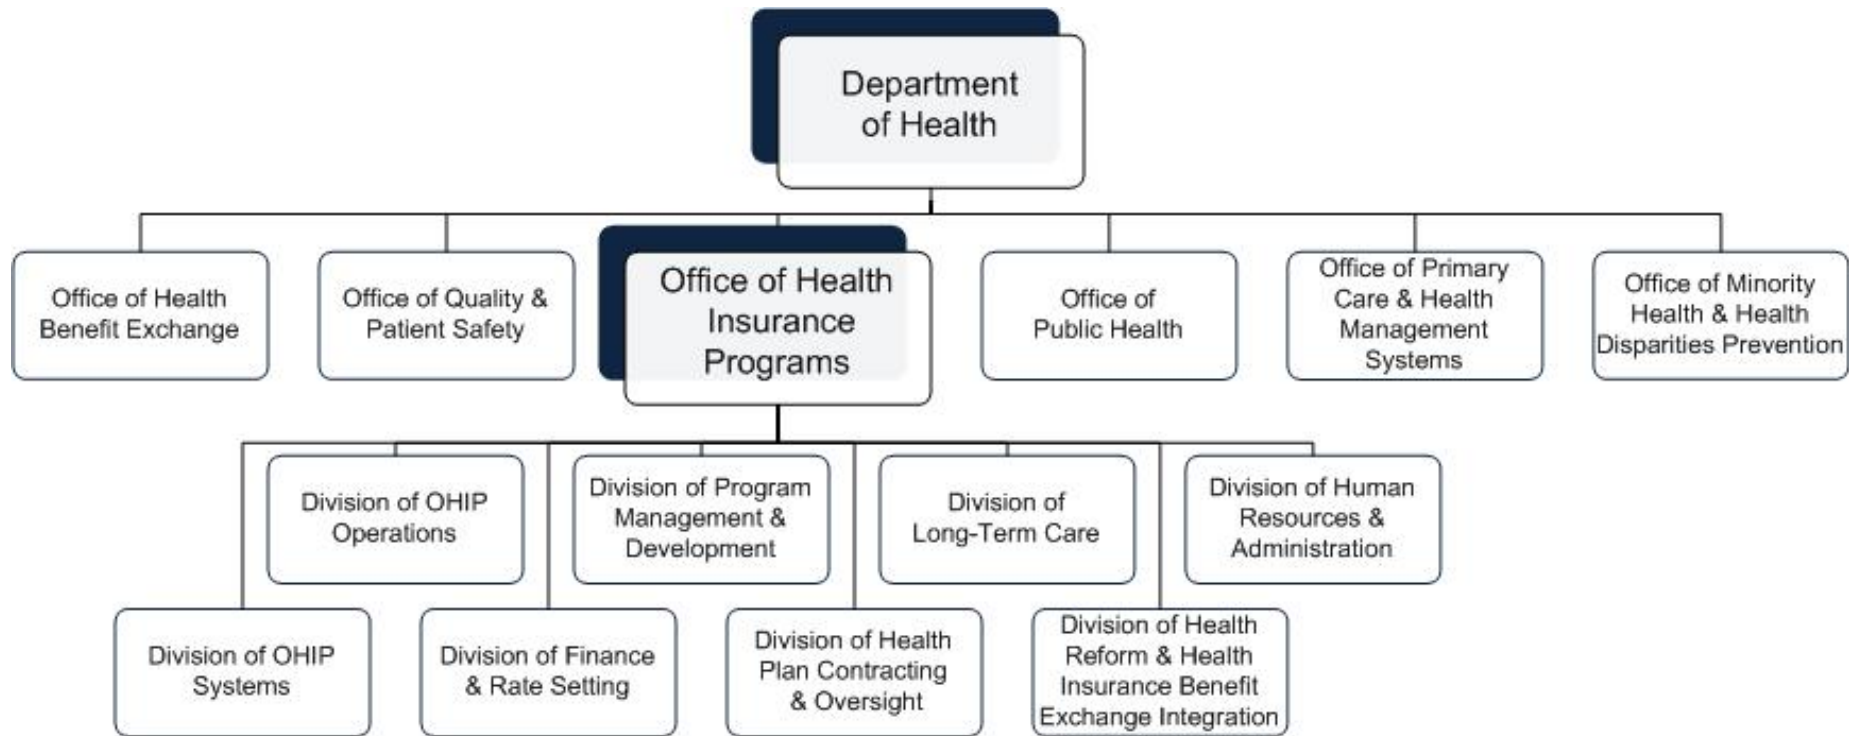 Department
of Health
Office of Health
Benefit Exchange
Office of Quality &
Patient Safety
Office of Health
Insurance
Programs
Office of
Public Health
Office of Primary
Care & Health
Management
Systems
Office of Minority
Health & Health
Disparities Prevention
Division of OHIP
Operations
Division of Program
Management &
Development
Division of
Long-Term Care
Division of Human
Resources &
Administration
Division of OHIP
Systems
Division of Finance
& Rate Setting
Division of Health
Plan Contracting
& Oversight
Division of Health
Reform & Health
Insurance Benefit
Exchange Integration